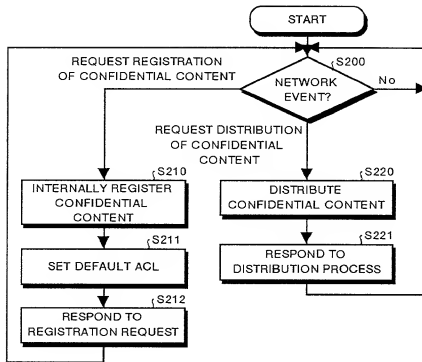 START
REQUEST REGISTRATION
OF CONFIDENTIAL CONTENT
S200
NETWORK
EVENT?
No
REQUEST DISTRIBUTION
OF CONFIDENTIAL
CONTENT
S210
INTERNALLY REGISTER
CONFIDENTIAL
CONTENT
S220
DISTRIBUTE
CONFIDENTIAL CONTENT
S211
SET DEFAULT ACL
S221
RESPOND TO
DISTRIBUTION PROCESS
S212
RESPOND TO
REGISTRATION REQUEST